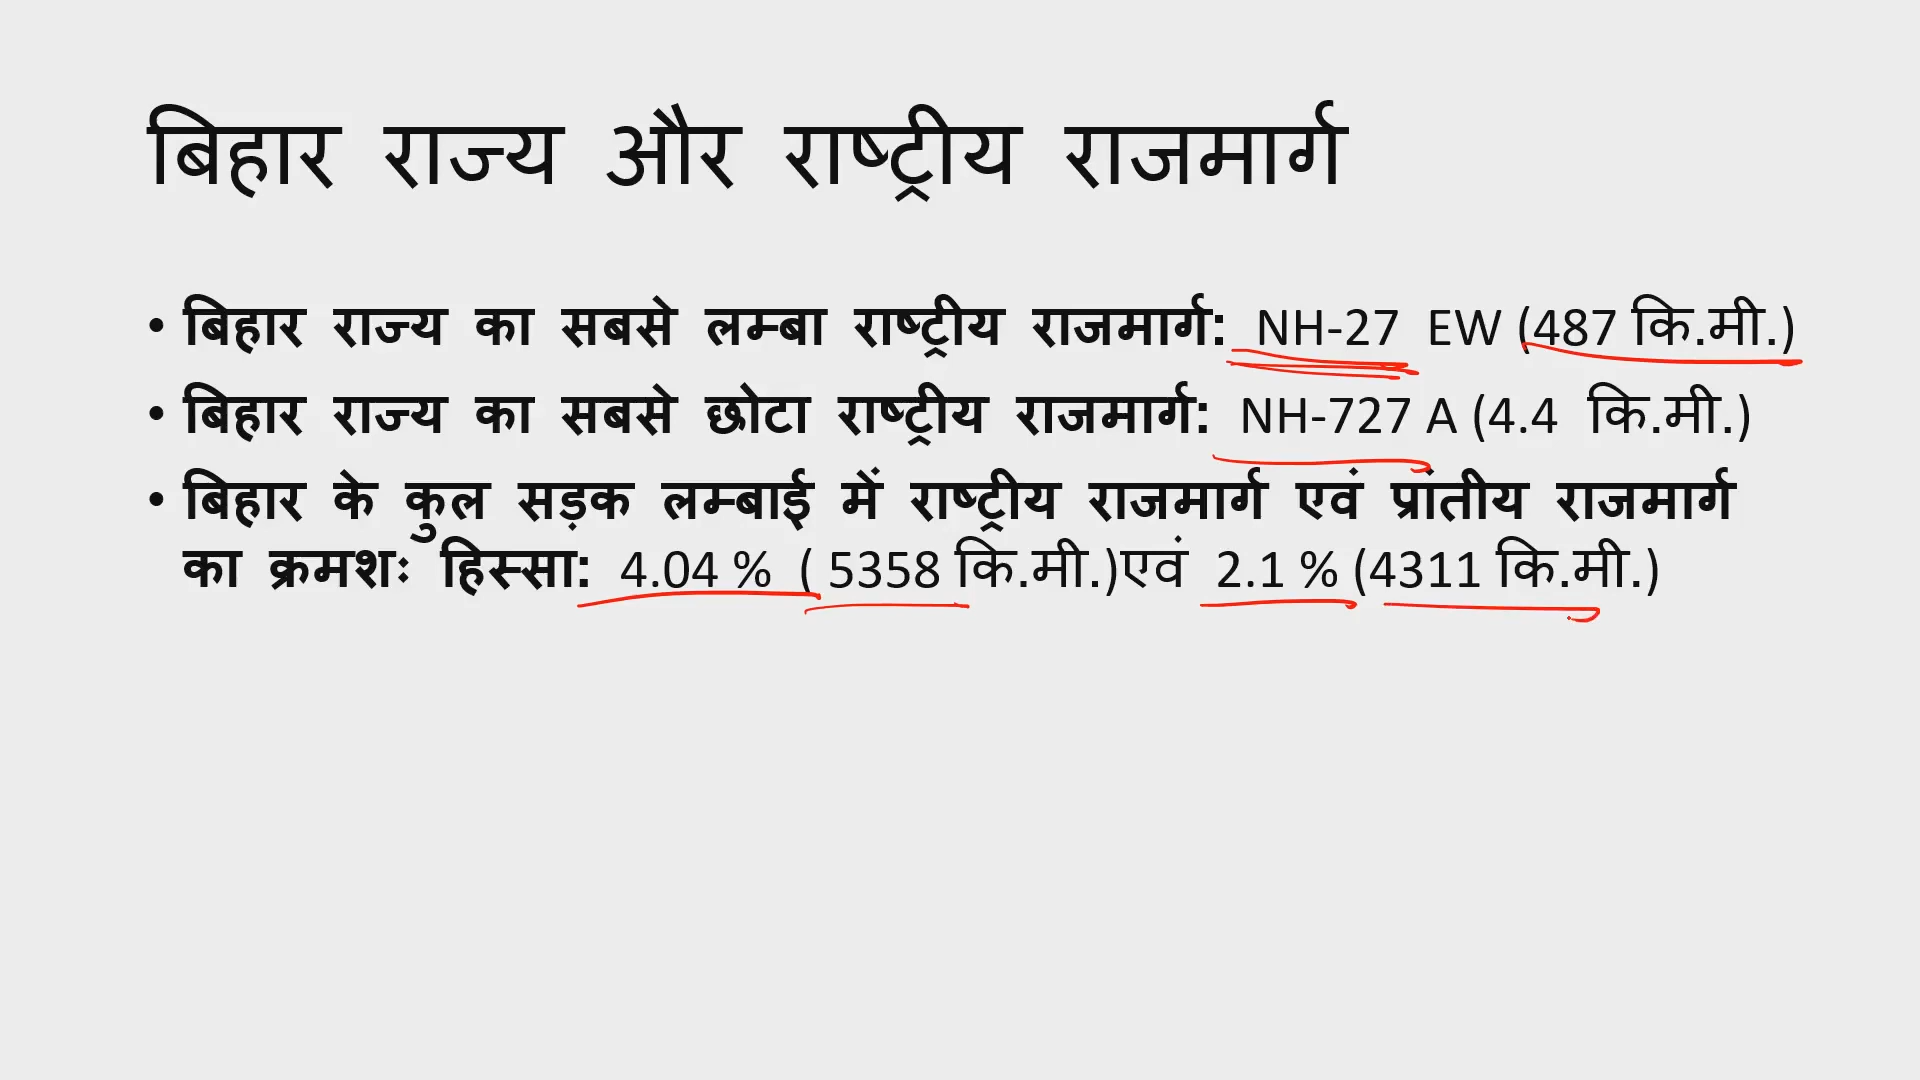 बिहार राज्य और राष्ट्रीय राजमार्ग
• बिहार राज्य का सबसे लम्बा राष्ट्रीय राजमार्ग: NH-27 EW (487 कि.मी.)
• बिहार राज्य का सबसे छोटा राष्ट्रीय राजमार्ग: NH-727 A (4.4 कि.मी.)
• बिहार के कुल सड़क लम्बाई में राष्ट्रीय राजमार्ग एवं प्रांतीय राजमार्ग
का क्रमशः हिस्सा: 4.04 % ( 5358 कि.मी.)एवं 2.1 % (4311 कि.मी.)